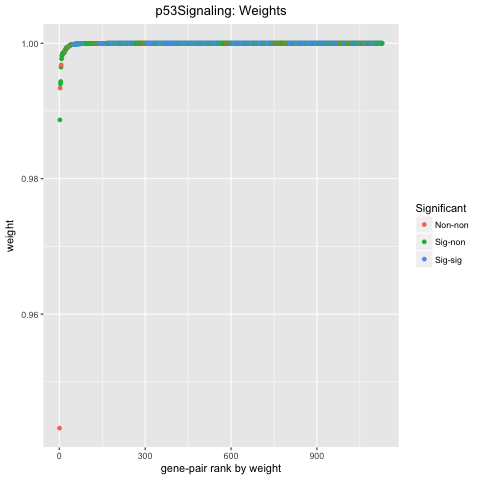 p53Signaling: Weights
1.00
0.98
0.96
weight
0
300
600
900
gene-pair rank by weight
Significant
Non-non
Sig-non
Sig-sig